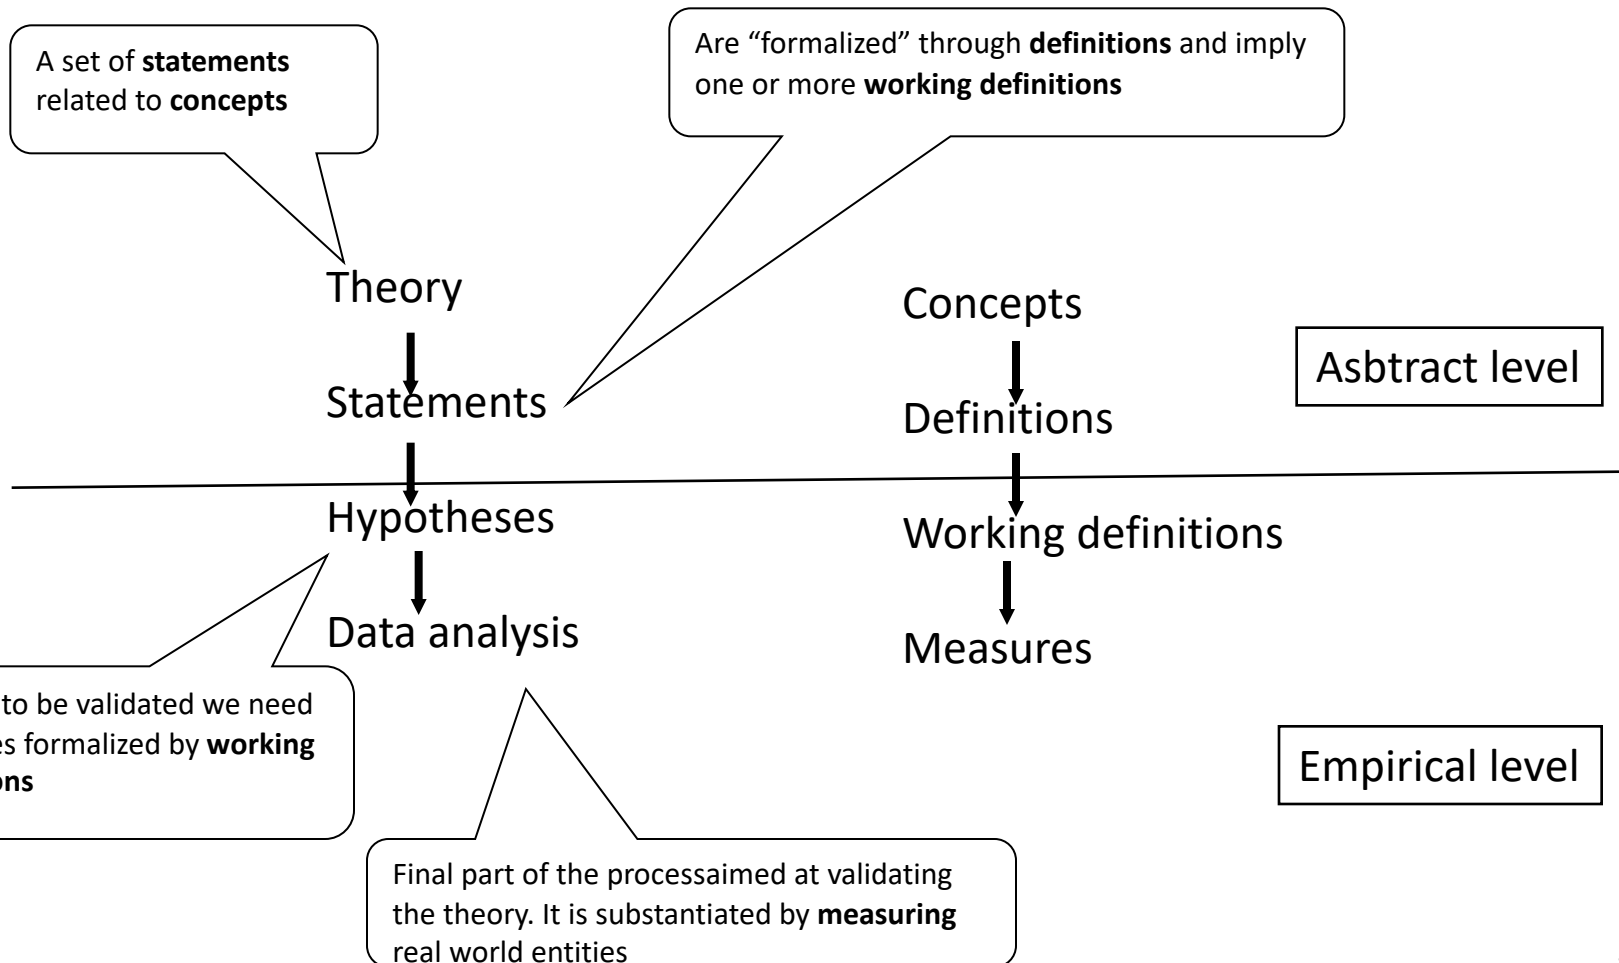 A set of statements
related to concepts
Are “formalized” through definitions and imply
one or more working definitions
Theory
Concepts
Asbtract level
Statements
Definitions
Hypotheses
Working definitions
Data analysis
Measures
to be validated we need
es formalized by working
ons
Empirical level
Final part of the processaimed at validating
the theory. It is substantiated by measuring
real world entities